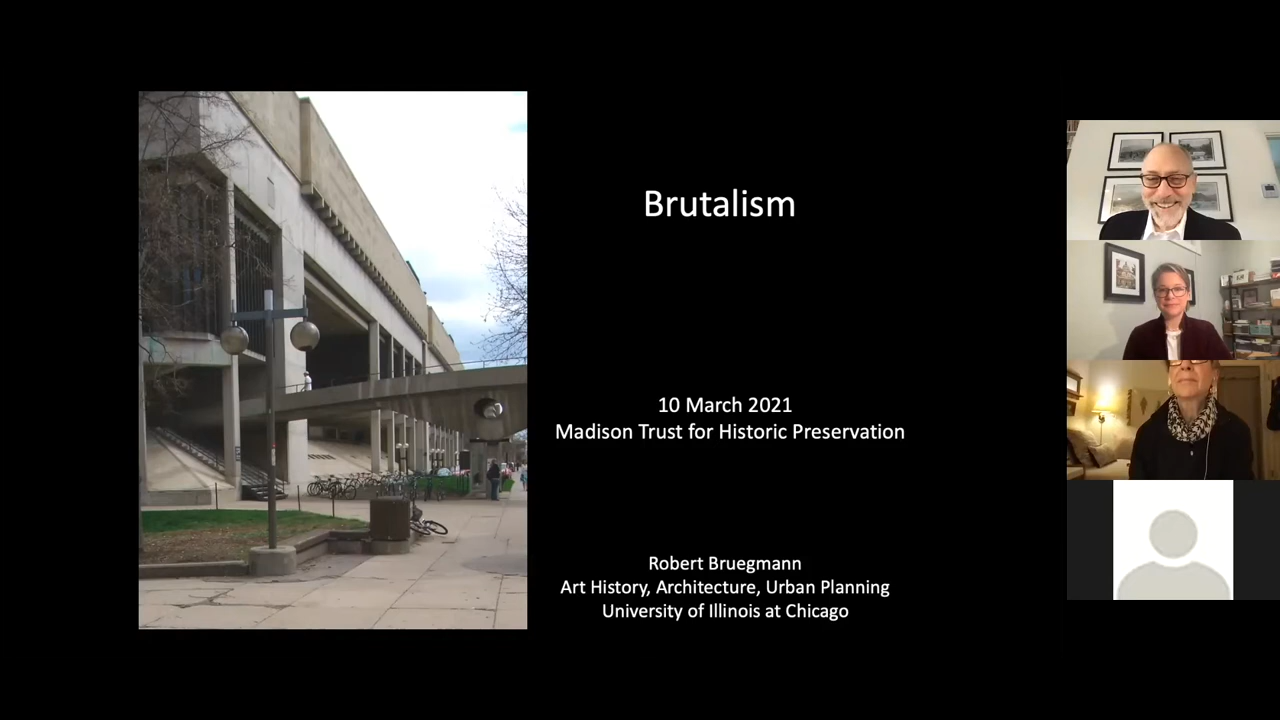 Brutalism
10 March 2021
Madison Trust for Historic Preservation
Robert Bruegmann
Art History, Architecture, Urban Planning
University of Illinois at Chicago